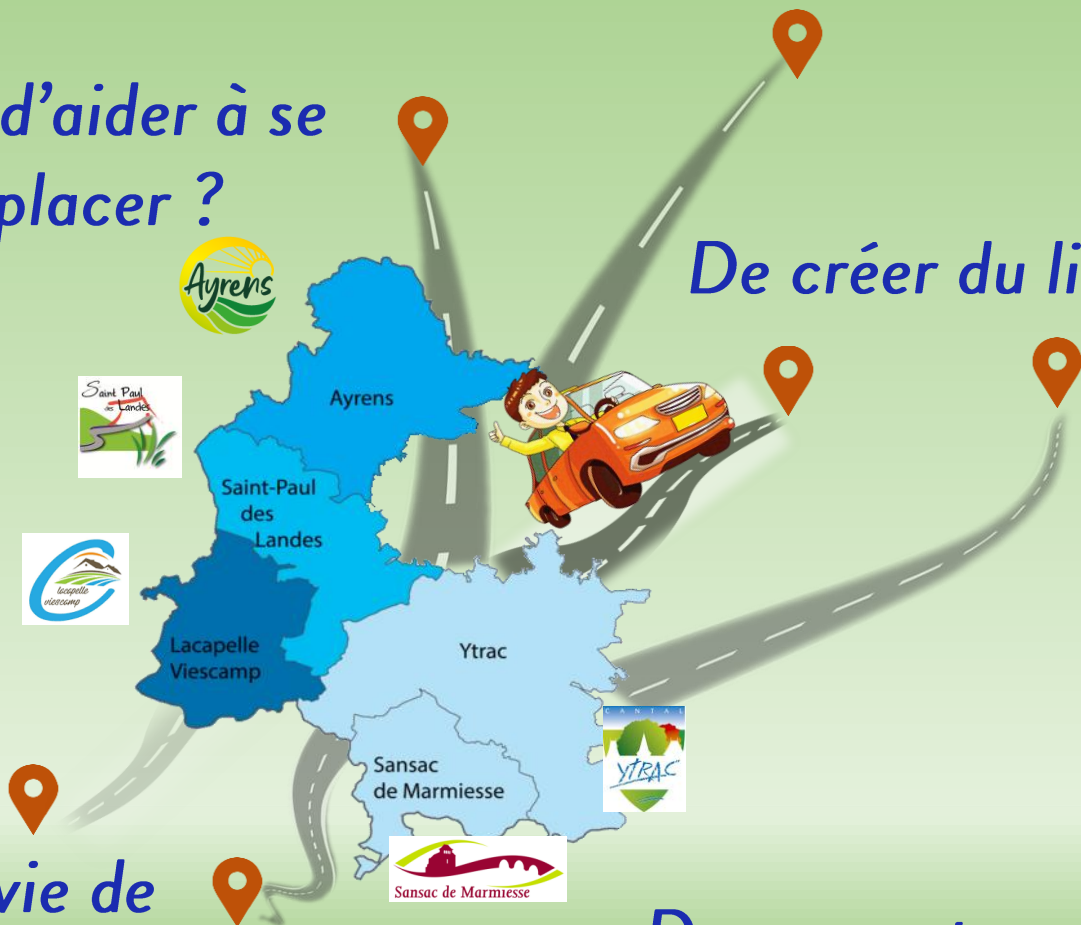 d'aider à se
placer ?
De créer du li
Ayrens
Ayrens
Saint Paul
des Landes
Saint-Paul
des
Landes
lacapelle
viescamp
Lacapelle
Viescamp
Ytrac
CANTAL
YTRAC
Sansac
de Marmiesse
Sansac de Marmiesse
vie de